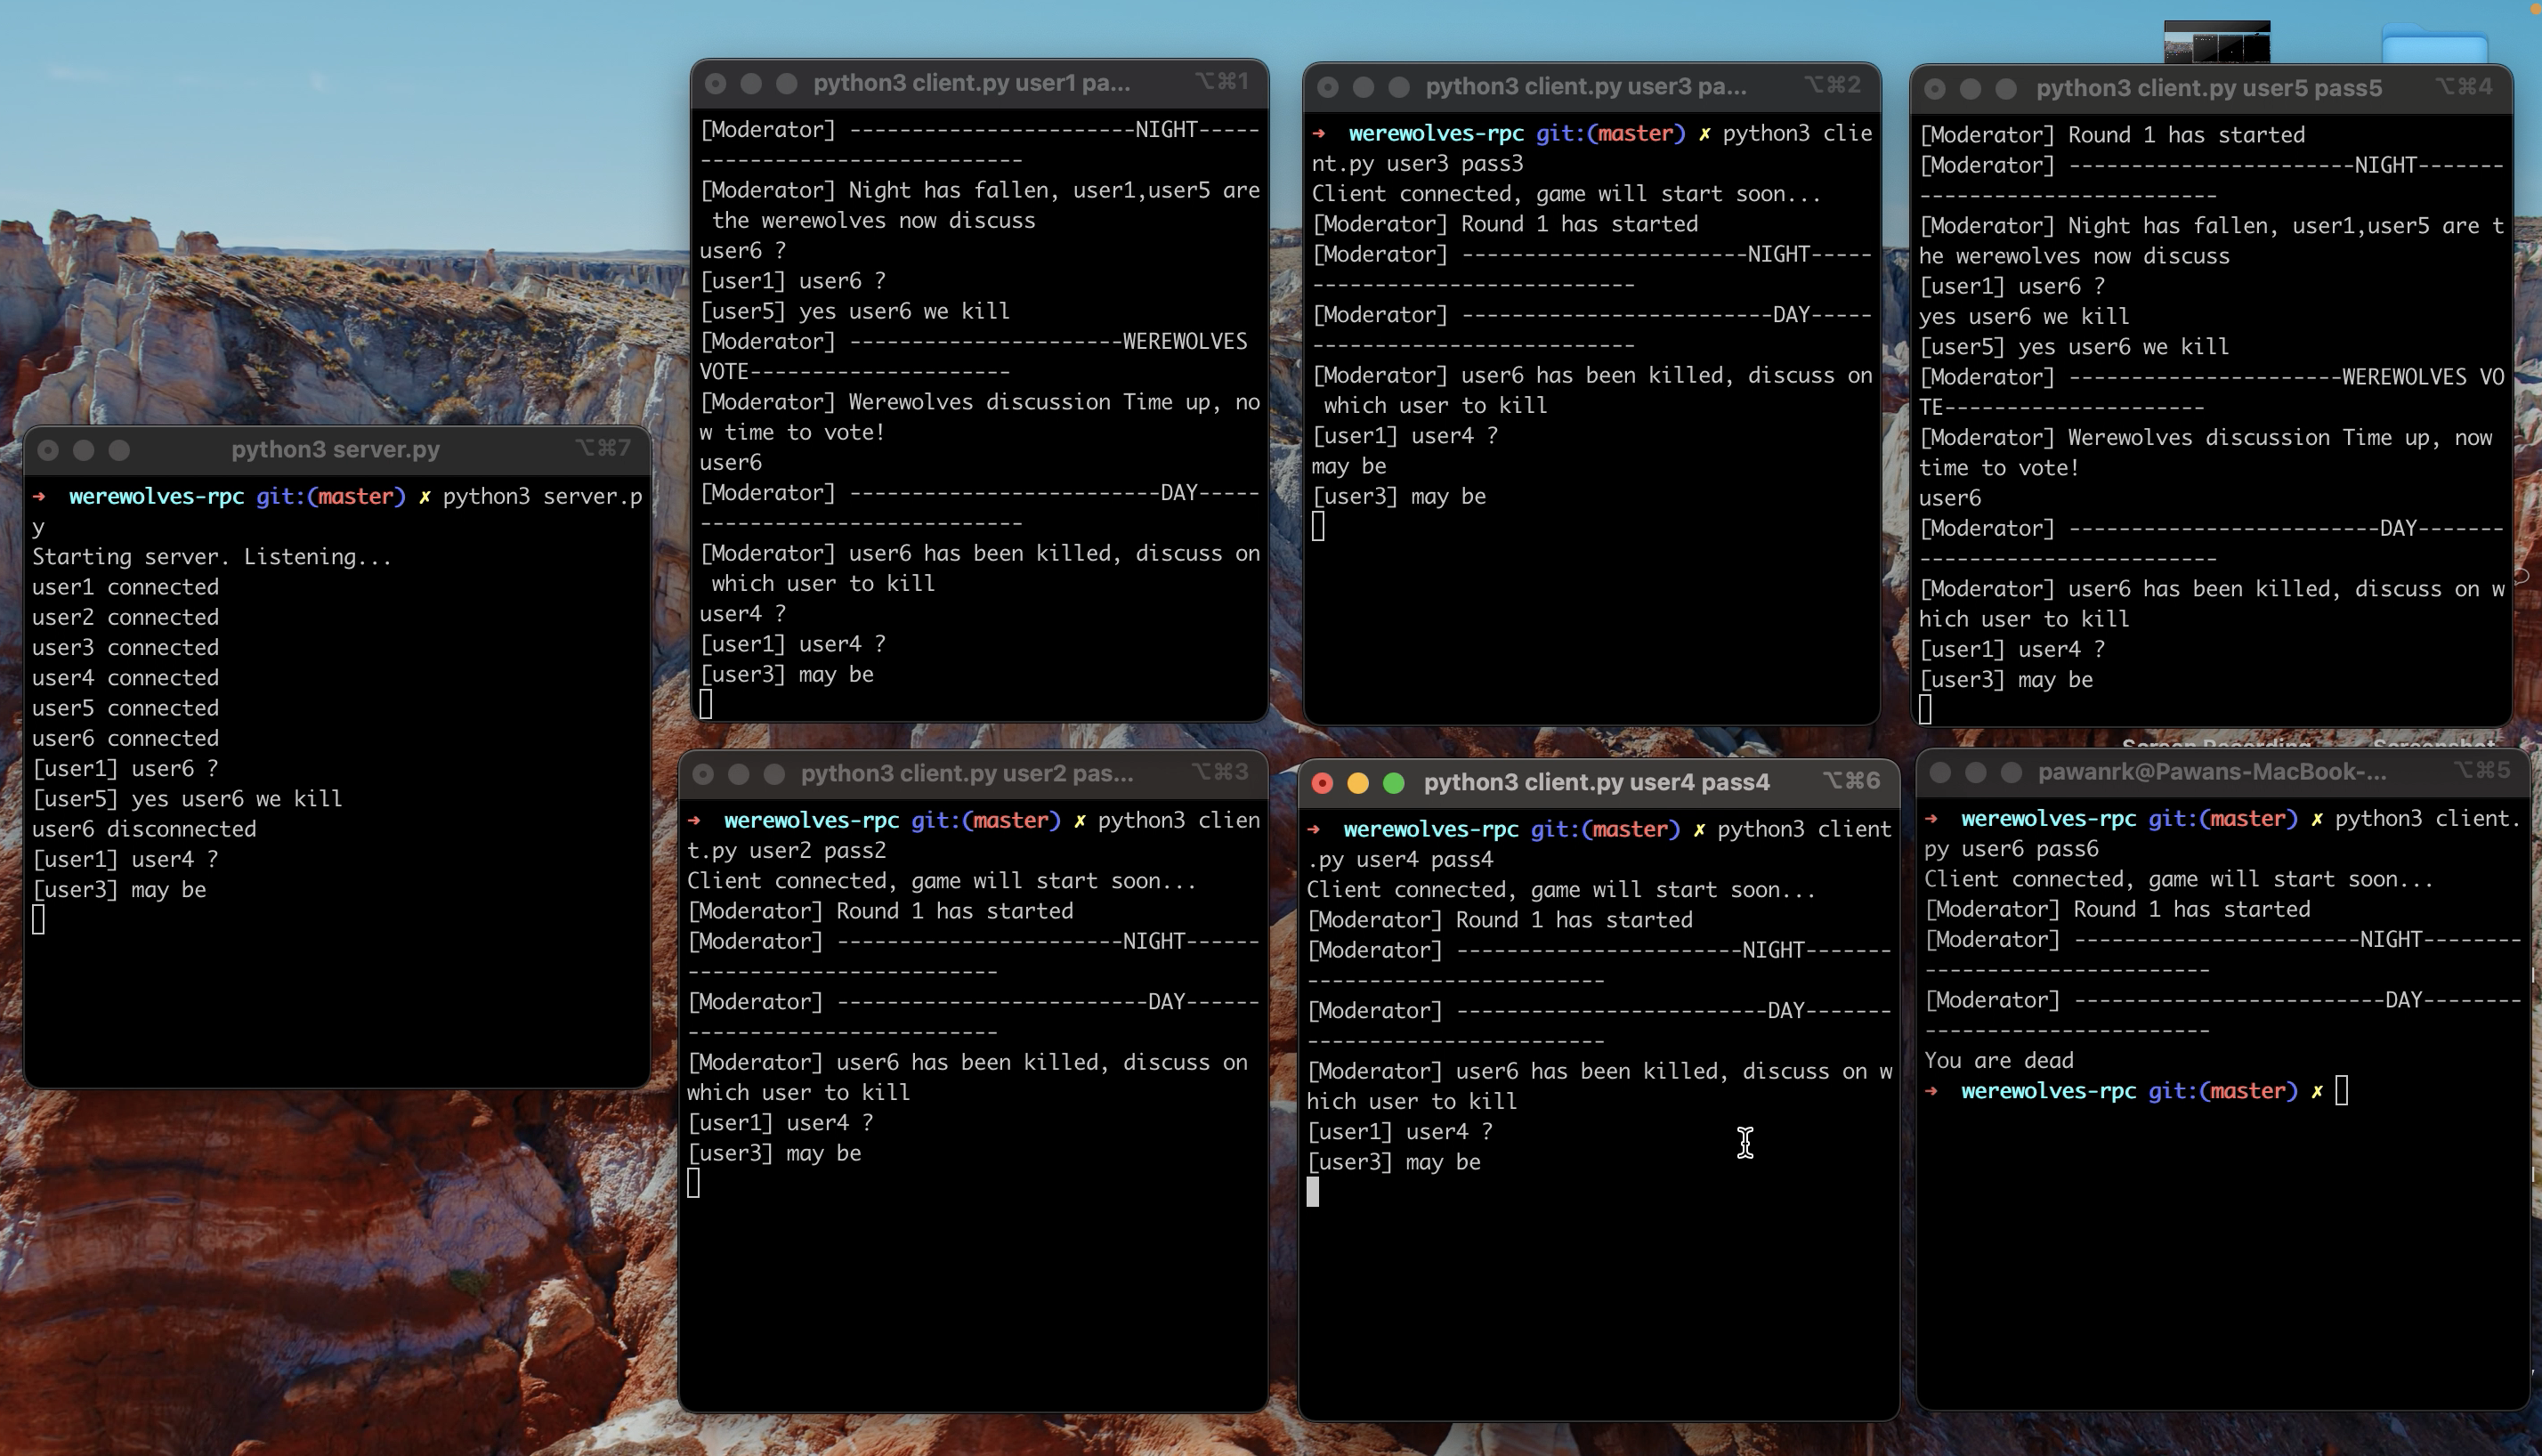 python3 server.py ⌥⌘7
➜ werewolves-rpc git:(master) ✗ python3 server.p
y
Starting server. Listening...
user1 connected
user2 connected
user3 connected
user4 connected
user5 connected
user6 connected
[user1] user6 ?
[user5] yes user6 we kill
user6 disconnected
[user1] user4 ?
[user3] may be
python3 client.py user1 pa... ⌥⌘1
[Moderator] -----------------------NIGHT-----
--------------------------
[Moderator] Night has fallen, user1,user5 are
the werewolves now discuss
user6 ?
[user1] user6 ?
[user5] yes user6 we kill
[Moderator] ----------------------WEREWOLVES
VOTE---------------------
[Moderator] Werewolves discussion Time up, no
w time to vote!
user6
[Moderator] -------------------------DAY-----
--------------------------
[Moderator] user6 has been killed, discuss on
which user to kill
user4 ?
[user1] user4 ?
[user3] may be
python3 client.py user3 pa... ⌥⌘2
➜ werewolves-rpc git:(master) ✗ python3 clie
nt.py user3 pass3
Client connected, game will start soon...
[Moderator] Round 1 has started
[Moderator] -----------------------NIGHT-----
--------------------------
[Moderator] -------------------------DAY-----
--------------------------
[Moderator] user6 has been killed, discuss on
which user to kill
[user1] user4 ?
may be
[user3] may be
python3 client.py user5 pass5 ⌥⌘4
[Moderator] Round 1 has started
[Moderator] -----------------------NIGHT-------
------------------------
[Moderator] Night has fallen, user1,user5 are t
he werewolves now discuss
[user1] user6 ?
yes user6 we kill
[user5] yes user6 we kill
[Moderator] ----------------------WEREWOLVES VO
TE---------------------
[Moderator] Werewolves discussion Time up, now
time to vote!
user6
[Moderator] -------------------------DAY-------
------------------------
[Moderator] user6 has been killed, discuss on w
hich user to kill
[user1] user4 ?
[user3] may be
python3 client.py user2 pas... ⌥⌘3
➜ werewolves-rpc git:(master) ✗ python3 clien
t.py user2 pass2
Client connected, game will start soon...
[Moderator] Round 1 has started
[Moderator] -----------------------NIGHT------
-------------------------
[Moderator] -------------------------DAY------
-------------------------
[Moderator] user6 has been killed, discuss on
which user to kill
[user1] user4 ?
[user3] may be
python3 client.py user4 pass4 ⌥⌘6
➜ werewolves-rpc git:(master) ✗ python3 client
.py user4 pass4
Client connected, game will start soon...
[Moderator] Round 1 has started
[Moderator] -----------------------NIGHT-------
------------------------
[Moderator] -------------------------DAY-------
------------------------
[Moderator] user6 has been killed, discuss on w
hich user to kill
[user1] user4 ?
[user3] may be
Screen Recording Screenshot
pawanrk@Pawans-MacBook-... ⌥⌘5
➜ werewolves-rpc git:(master) ✗ python3 client.
py user6 pass6
Client connected, game will start soon...
[Moderator] Round 1 has started
[Moderator] -----------------------NIGHT--------
-----------------------
[Moderator] -------------------------DAY--------
-----------------------
You are dead
➜ werewolves-rpc git:(master) ✗